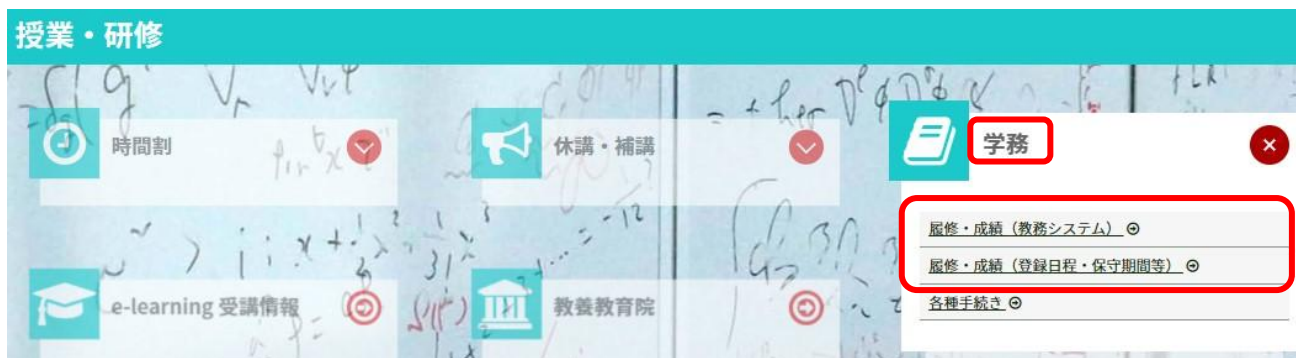 授業・研修
時間割
休講・補講
学務
履修・成績（教務システム）
履修・成績（登録日程・保守期間等）
各種手続き
e-learning 受講情報
教養教育院